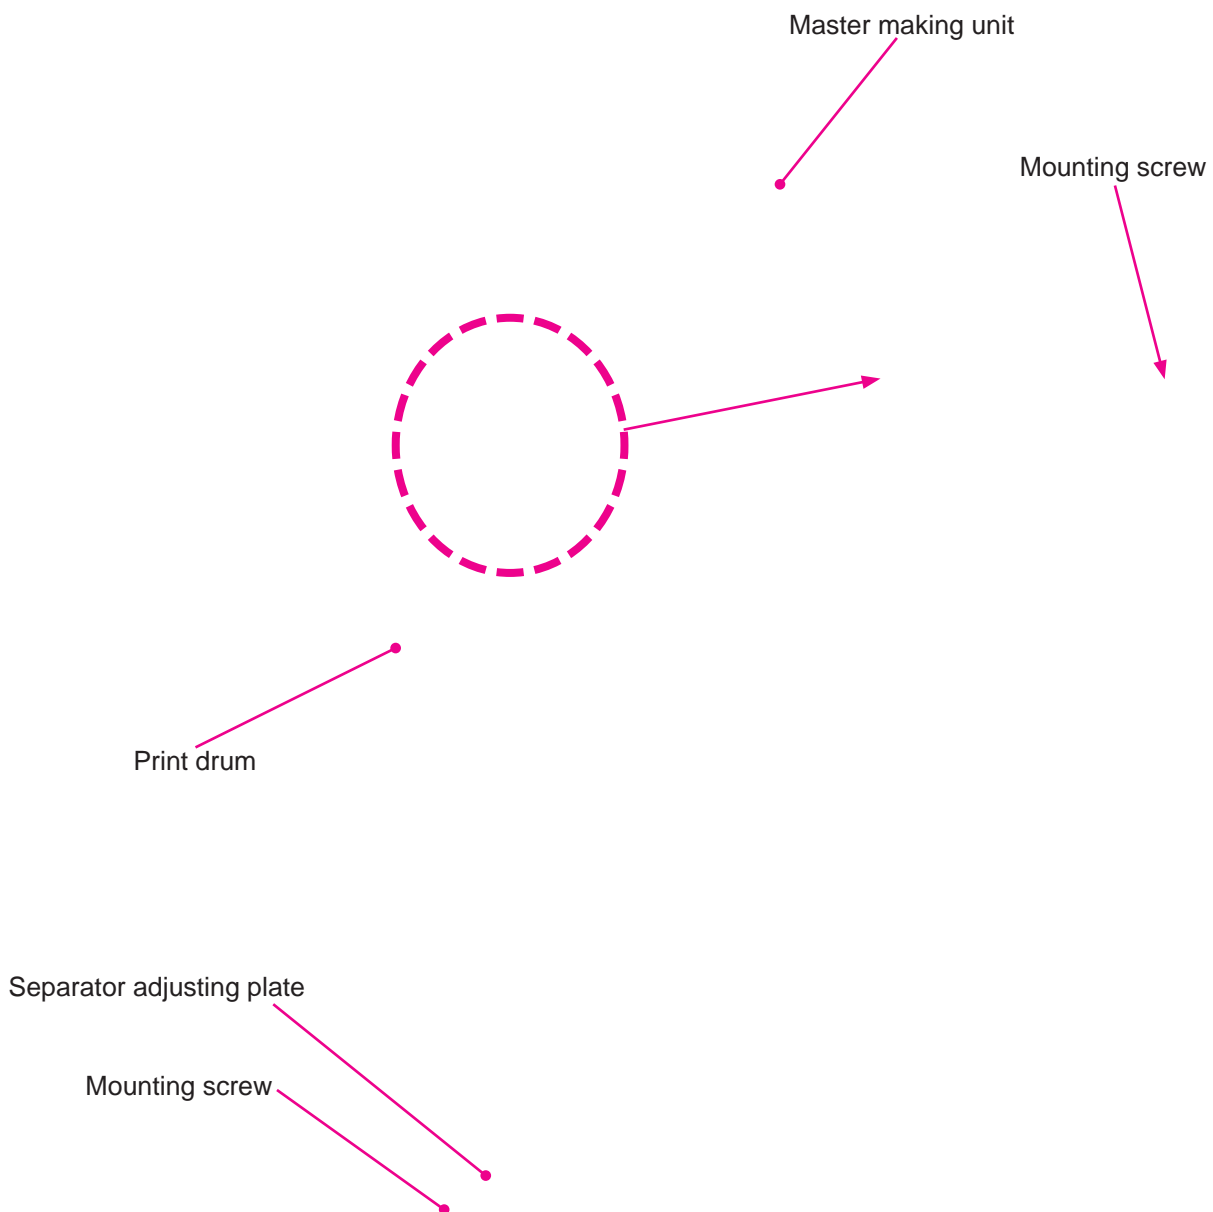 Master making unit
Mounting screw
Print drum
Separator adjusting plate
Mounting screw